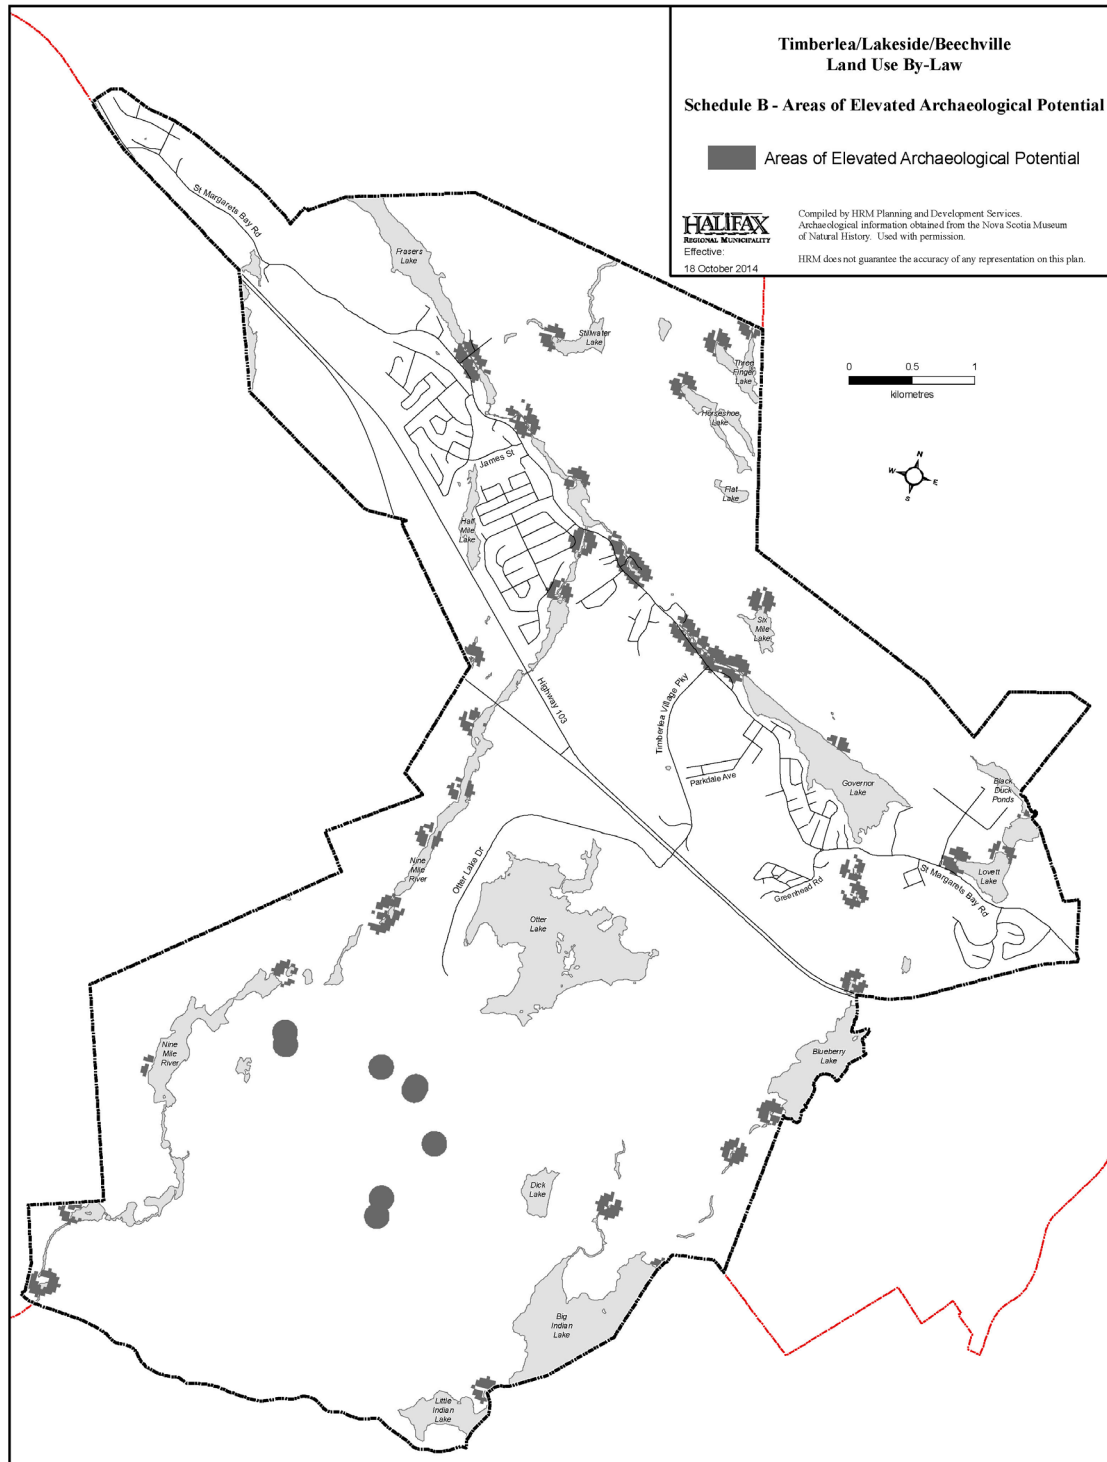 Timberlea/Lakeside/Beechville
Land Use By-Law
Schedule B - Areas of Elevated Archaeological Potential
Areas of Elevated Archaeological Potential
HALIFAX
REGIONAL MUNICIPALITY
Effective:
18 October 2014
Compiled by HRM Planning and Development Services.
Archaeological information obtained from the Nova Scotia Museum
of Natural History. Used with permission.
HRM does not guarantee the accuracy of any representation on this plan.
St Margarets Bay Rd
Frasers
Lake
Stillwater
Lake
Three
Finger
Lake
0 0.5 1
kilometres
Horseshoe
Lake
N
W
E
S
James St
Flat
Lake
Half
Mile
Lake
Six
Mile
Lake
Highway 103
Timberlea Village Pky
Parkdale Ave
Governor
Lake
Black
Duck
Ponds
Nine
Mile
River
Otter Lake Dr
Greenhead Rd
St Margarets Bay Rd
Lovett
Lake
Otter
Lake
Nine
Mile
River
Blueberry
Lake
Dick
Lake
Big
Indian
Lake
Little
Indian
Lake